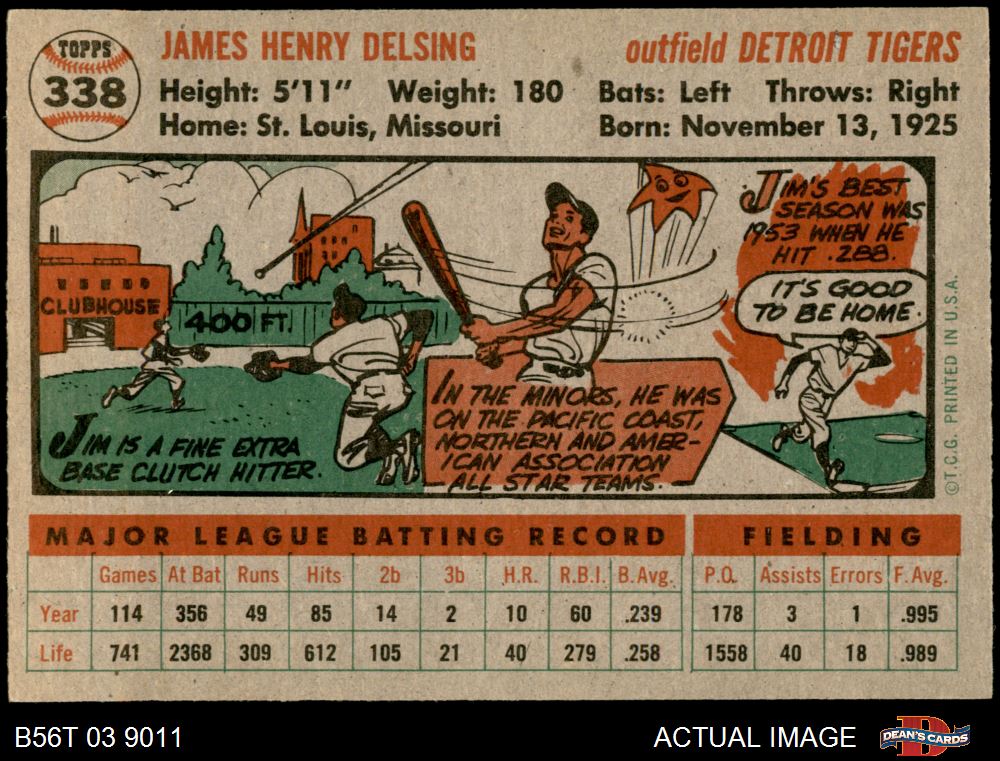 TOPPS
338
JAMES HENRY DELSING
outfield DETROIT TIGERS
Height: 5'11" Weight: 180 Bats: Left Throws: Right
Home: St. Louis, Missouri Born: November 13, 1925
CLUBHOUSE
400 FT.
JIM IS A FINE EXTRA
BASE CLUTCH HITTER.
IN THE MINORS, HE WAS
ON THE PACIFIC COAST,
NORTHERN AND AMER-
ICAN ASSOCIATION
ALL STAR TEAMS.
JIM'S BEST
SEASON WAS
1953 WHEN HE
HIT .288.
IT'S GOOD
TO BE HOME.
©T.C.G. PRINTED IN U.S.A.
MAJOR LEAGUE BATTING RECORD FIELDING
Games At Bat Runs Hits 2b 3b H.R. R.B.I. B.Avg. P.O. Assists Errors F. Avg.
Year 114 356 49 85 14 2 10 60 .239 178 3 1 .995
Life 741 2368 309 612 105 21 40 279 .258 1558 40 18 .989
B56T 03 9011
ACTUAL IMAGE
DEAN'S CARDS